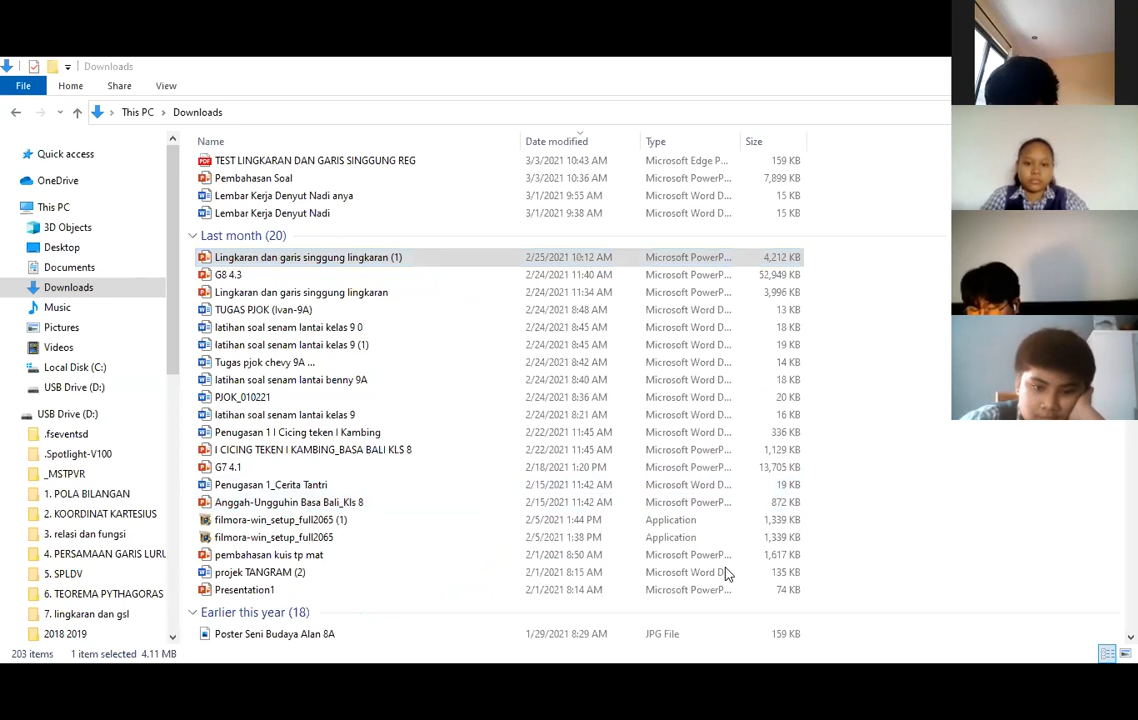 Downloads
File Home Share View
This PC Downloads
Name Date modified Type Size
TEST LINGKARAN DAN GARIS SINGGUNG REG 3/3/2021 10:43 AM Microsoft Edge P... 159 KB
Quick access
Pembahasan Soal 3/3/2021 10:36 AM Microsoft PowerP... 7,899 KB
OneDrive
Lembar Kerja Denyut Nadi anya 3/1/2021 9:55 AM Microsoft Word D... 15 KB
This PC
Lembar Kerja Denyut Nadi 3/1/2021 9:38 AM Microsoft Word D... 15 KB
3D Objects
Last month (20)
Desktop
Lingkaran dan garis singgung lingkaran (1) 2/25/2021 10:12 AM Microsoft PowerP... 4,212 KB
Documents
G8 4.3 2/24/2021 11:40 AM Microsoft PowerP... 52,949 KB
Downloads
Lingkaran dan garis singgung lingkaran 2/24/2021 11:34 AM Microsoft PowerP... 3,996 KB
Music
TUGAS PJOK (ivan-9A) 2/24/2021 8:48 AM Microsoft Word D... 13 KB
Pictures
latihan soal senam lantai kelas 9 0 2/24/2021 8:45 AM Microsoft Word D... 18 KB
Videos
latihan soal senam lantai kelas 9 (1) 2/24/2021 8:45 AM Microsoft Word D... 19 KB
Local Disk (C:)
Tugas pjok chevy 9A ... 2/24/2021 8:42 AM Microsoft Word D... 14 KB
latihan soal senam lantai benny 9A 2/24/2021 8:40 AM Microsoft Word D... 18 KB
USB Drive (D:)
PJOK_010221 2/24/2021 8:36 AM Microsoft Word D... 20 KB
USB Drive (D:)
latihan soal senam lantai kelas 9 2/24/2021 8:21 AM Microsoft Word D... 16 KB
.fseventsd
Penugasan 1 I Cicing teken I Kambing 2/22/2021 11:45 AM Microsoft Word D... 336 KB
.Spotlight-V100
I CICING TEKEN I KAMBING_BASA BALI KLS 8 2/22/2021 11:45 AM Microsoft PowerP... 1,129 KB
_MSTPVR
G7 4.1 2/18/2021 1:20 PM Microsoft PowerP... 13,705 KB
1. POLA BILANGAN
Penugasan 1_Cerita Tantri 2/15/2021 11:42 AM Microsoft Word D... 19 KB
2. KOORDINAT KARTESIUS
Anggah-Ungguhin Basa Bali_Kls 8 2/15/2021 11:42 AM Microsoft PowerP... 872 KB
filmora-win_setup_full2065 (1) 2/5/2021 1:44 PM Application 1,339 KB
3. relasi dan fungsi
filmora-win_setup_full2065 2/5/2021 1:38 PM Application 1,339 KB
4. PERSAMAAN GARIS LURU
pembahasan kuis tp mat 2/1/2021 8:50 AM Microsoft PowerP... 1,617 KB
5. SPLDV
projek TANGRAM (2) 2/1/2021 8:15 AM Microsoft Word D... 135 KB
6. TEOREMA PYTHAGORAS
Presentation1 2/1/2021 8:14 AM Microsoft PowerP... 74 KB
7. lingkaran dan gsl
Earlier this year (18)
2018 2019
Poster Seni Budaya Alan 8A 1/29/2021 8:29 AM JPG File 159 KB
203 items 1 item selected 4.11 MB